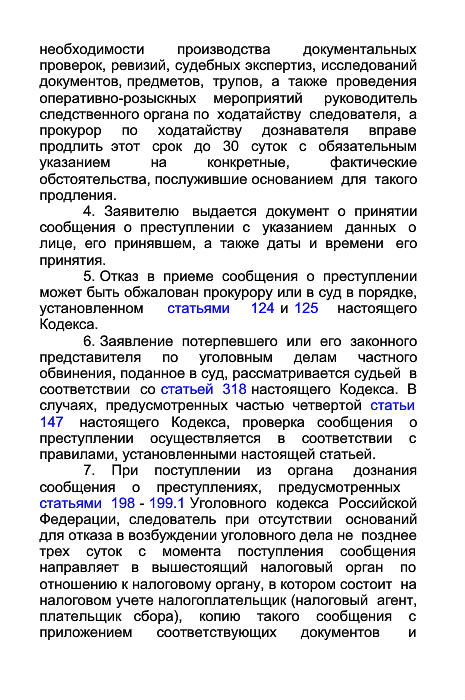 необходимости производства документальных
проверок, ревизий, судебных экспертиз, исследований
документов, предметов, трупов, а также проведения
оперативно-розыскных мероприятий руководитель
следственного органа по ходатайству следователя, а
прокурор по ходатайству дознавателя вправе
продлить этот срок до 30 суток с обязательным
указанием на конкретные, фактические
обстоятельства, послужившие основанием для такого
продления.
4. Заявителю выдается документ о принятии
сообщения о преступлении с указанием данных о
лице, его принявшем, а также даты и времени его
принятия.
5. Отказ в приеме сообщения о преступлении
может быть обжалован прокурору или в суд в порядке,
установленном статьями 124 и 125 настоящего
Кодекса.
6. Заявление потерпевшего или его законного
представителя по уголовным делам частного
обвинения, поданное в суд, рассматривается судьей в
соответствии со статьей 318 настоящего Кодекса. В
случаях, предусмотренных частью четвертой статьи
147 настоящего Кодекса, проверка сообщения о
преступлении осуществляется в соответствии с
правилами, установленными настоящей статьей.
7. При поступлении из органа дознания
сообщения о преступлениях, предусмотренных
статьями 198 - 199.1 Уголовного кодекса Российской
Федерации, следователь при отсутствии оснований
для отказа в возбуждении уголовного дела не позднее
трех суток с момента поступления сообщения
направляет в вышестоящий налоговый орган по
отношению к налоговому органу, в котором состоит на
налоговом учете налогоплательщик (налоговый агент,
плательщик сбора), копию такого сообщения с
приложением соответствующих документов и